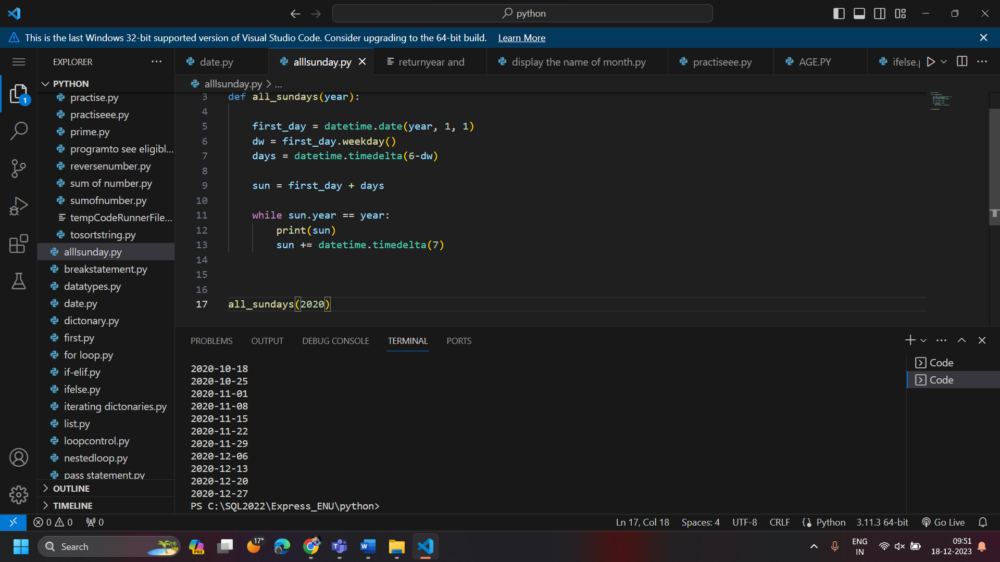 python
This is the last Windows 32-bit supported version of Visual Studio Code. Consider upgrading to the 64-bit build. Learn More
EXPLORER
date.py
alllsunday.py
returnyear and
display the name of month.py
practiseee.py
AGE.PY
ifelse.p
PYTHON
practise.py
practiseee.py
prime.py
programto see eligibl...
reversenumber.py
sum of number.py
sumofnumber.py
tempCodeRunnerFile...
tosortstring.py
alllsunday.py
breakstatement.py
datatypes.py
date.py
dictonary.py
first.py
for loop.py
if-elif.py
ifelse.py
iterating dictonaries.py
list.py
loopcontrol.py
nestedloop.py
pass statement.py
OUTLINE
TIMELINE
1
alllsunday.py > ...
3 def all_sundays(year):
4
5 first_day = datetime.date(year, 1, 1)
6 dw = first_day.weekday()
7 days = datetime.timedelta(6-dw)
8
9 sun = first_day + days
10
11 while sun.year == year:
12 print(sun)
13 sun += datetime.timedelta(7)
14
15
16
17 all_sundays(2020)
PROBLEMS OUTPUT DEBUG CONSOLE TERMINAL PORTS
2020-10-18
2020-10-25
2020-11-01
2020-11-08
2020-11-15
2020-11-22
2020-11-29
2020-12-06
2020-12-13
2020-12-20
2020-12-27
PS C:\SQL2022\Express_ENU\python>
Code
Code
0 0 0
Ln 17, Col 18 Spaces: 4 UTF-8 CRLF Python 3.11.3 64-bit Go Live
Search
PRE
17°
ENG
IN
09:51
18-12-2023